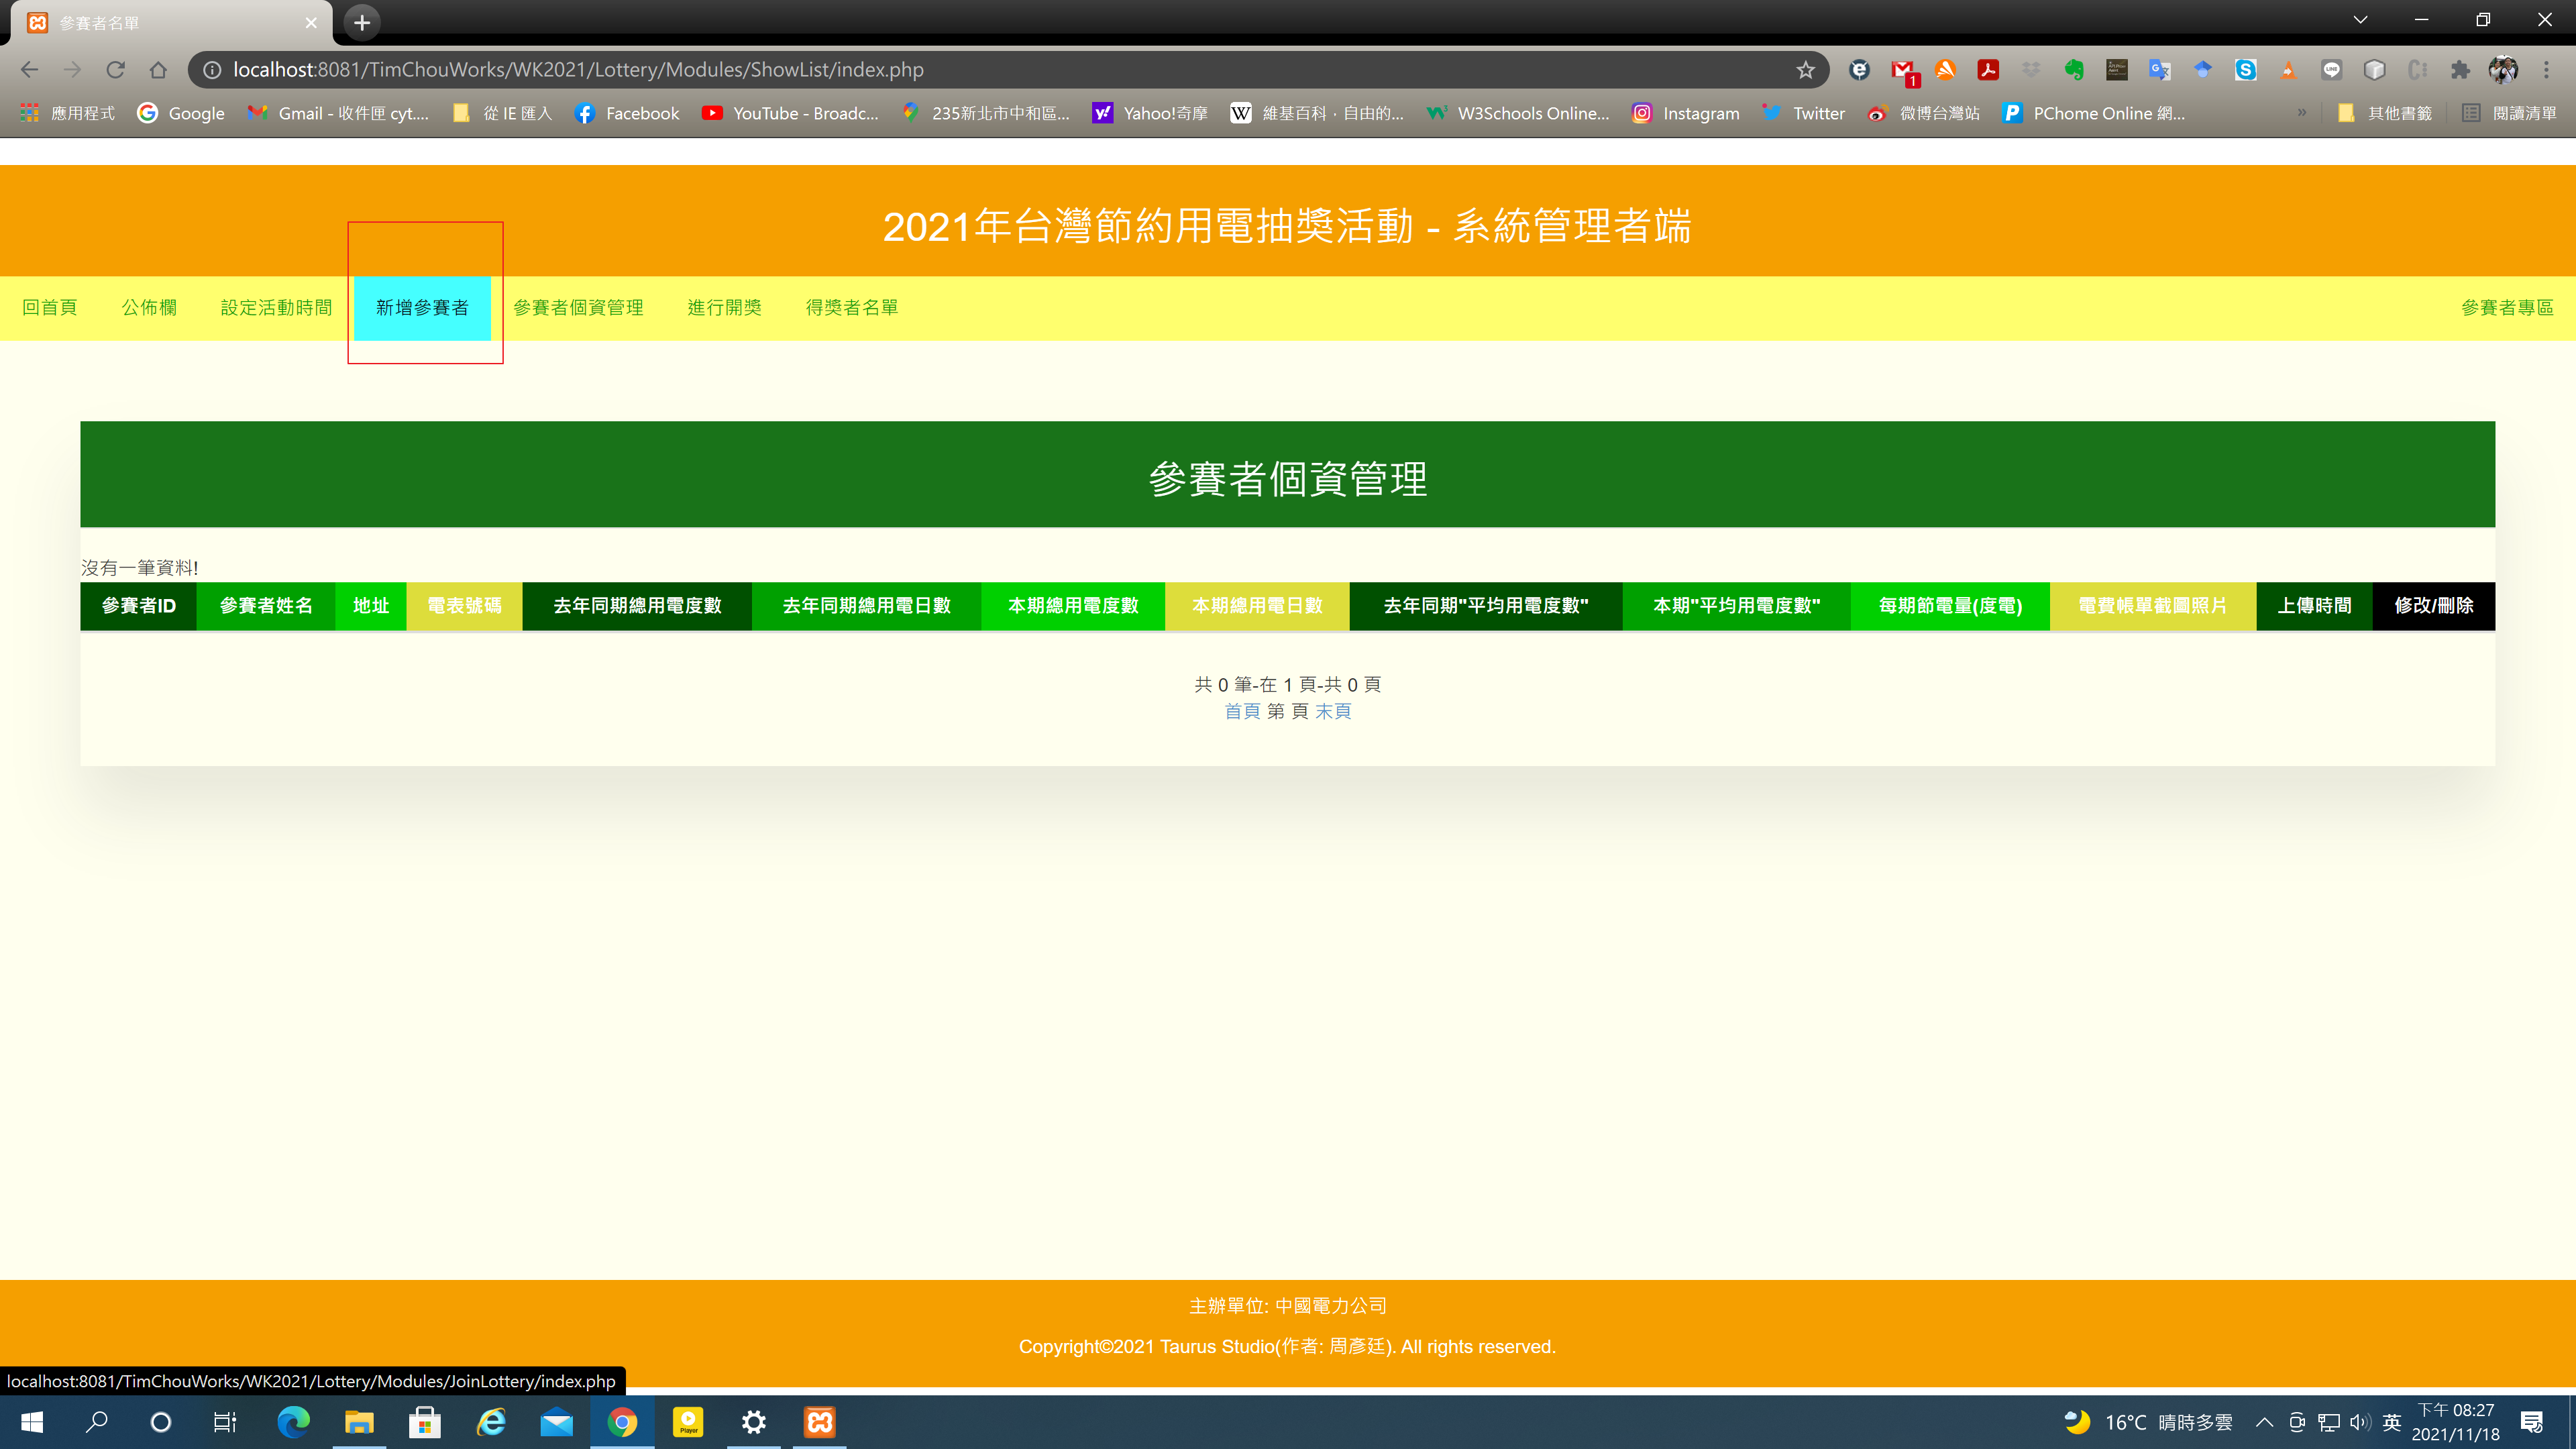 參賽者名單
localhost:8081/TimChouWorks/WK2021/Lottery/Modules/ShowList/index.php
1
應用程式 Google Gmail - 收件匣 cyt.... 從 IE 匯入 Facebook YouTube - Broadc... 235新北市中和區... Yahoo!奇摩 維基百科，自由的... W3Schools Online... Instagram Twitter 微博台灣站 PChome Online 網... » 其他書籤 閱讀清單
2021年台灣節約用電抽獎活動 - 系統管理者端
回首頁 公佈欄 設定活動時間 新增參賽者 參賽者個資管理 進行開獎 得獎者名單 參賽者專區
參賽者個資管理
沒有一筆資料!
參賽者ID 參賽者姓名 地址 電表號碼 去年同期總用電度數 去年同期總用電日數 本期總用電度數 本期總用電日數 去年同期"平均用電度數" 本期"平均用電度數" 每期節電量(度電) 電費帳單截圖照片 上傳時間 修改/刪除
共 0 筆-在 1 頁-共 0 頁
首頁 第 頁 末頁
主辦單位: 中國電力公司
Copyright©2021 Taurus Studio(作者: 周彥廷). All rights reserved.
localhost:8081/TimChouWorks/WK2021/Lottery/Modules/JoinLottery/index.php
Player
16°C 晴時多雲 英 下午 08:27
2021/11/18